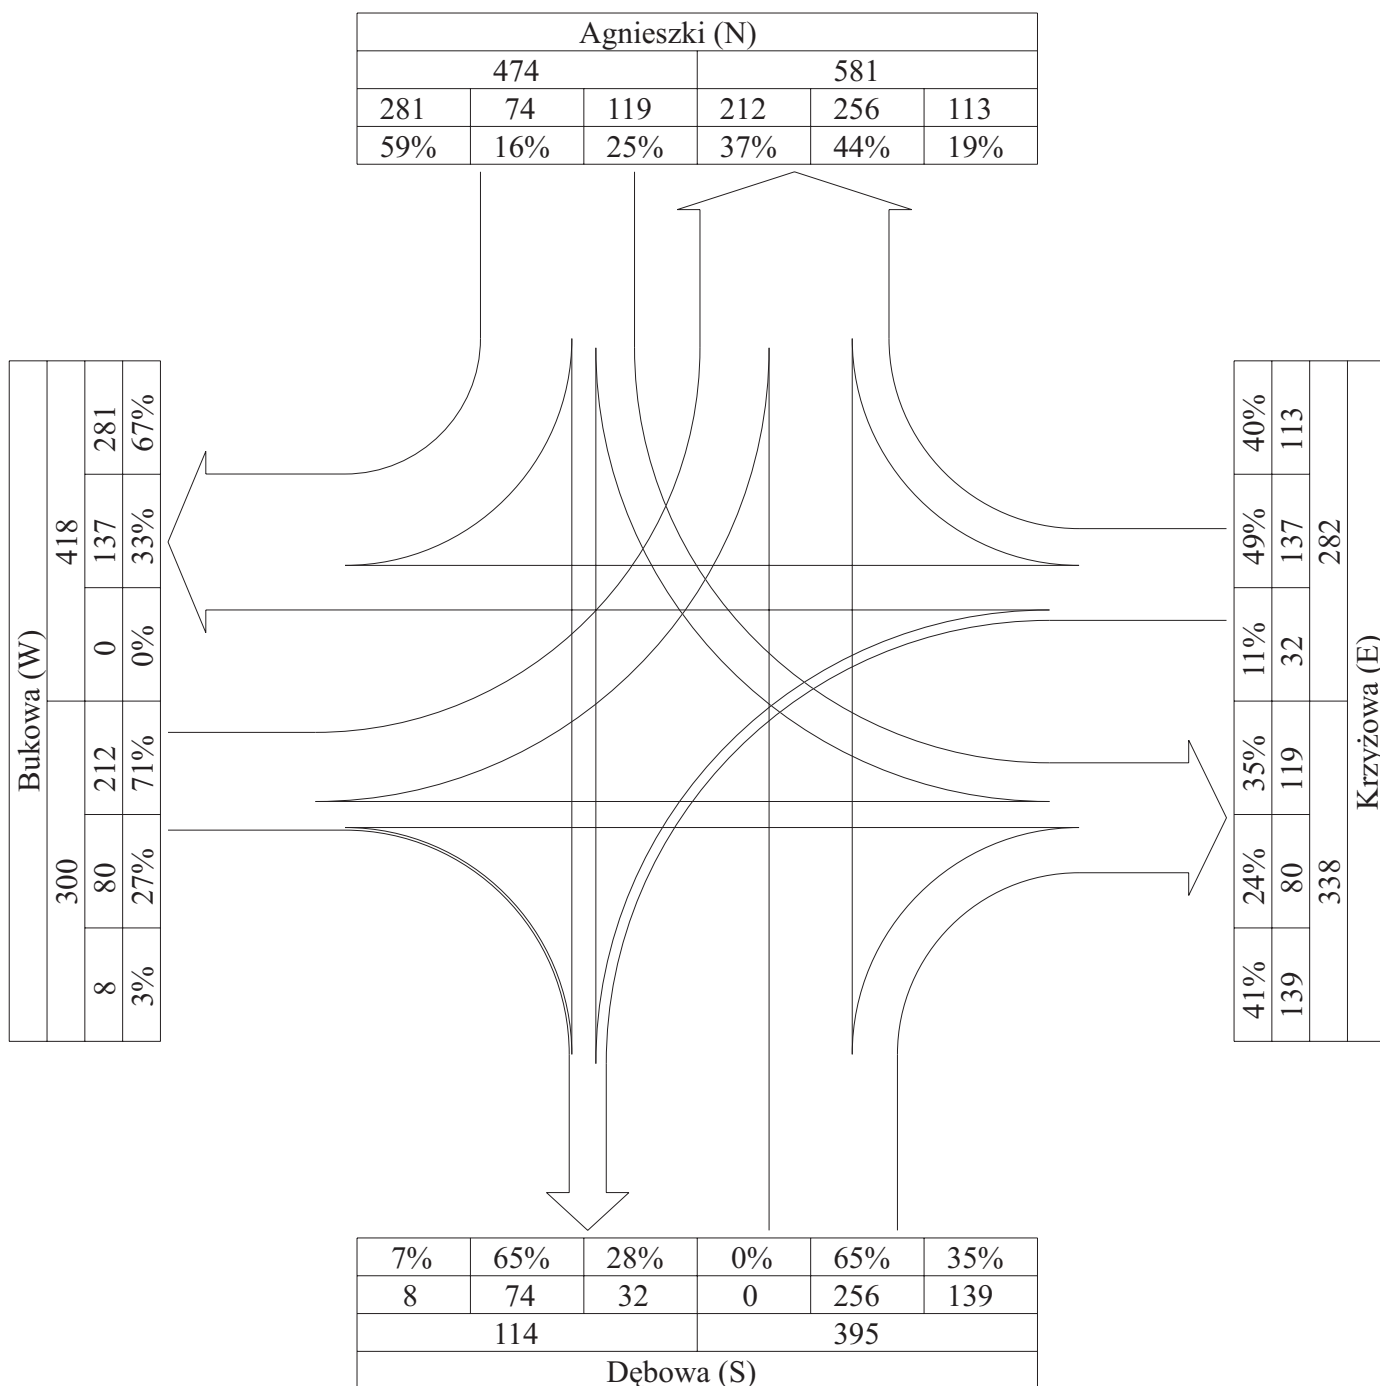 Agnieszki (N)
474 581
281 74 119 212 256 113
59% 16% 25% 37% 44% 19%
Bukowa (W)
418 300
281 137 0 212 80 8
67% 33% 0% 71% 27% 3%
40% 49% 11% 35% 24% 41%
113 137 32 119 80 139
282 338
Krzyżowa (E)
7% 65% 28% 0% 65% 35%
8 74 32 0 256 139
114 395
Dębowa (S)